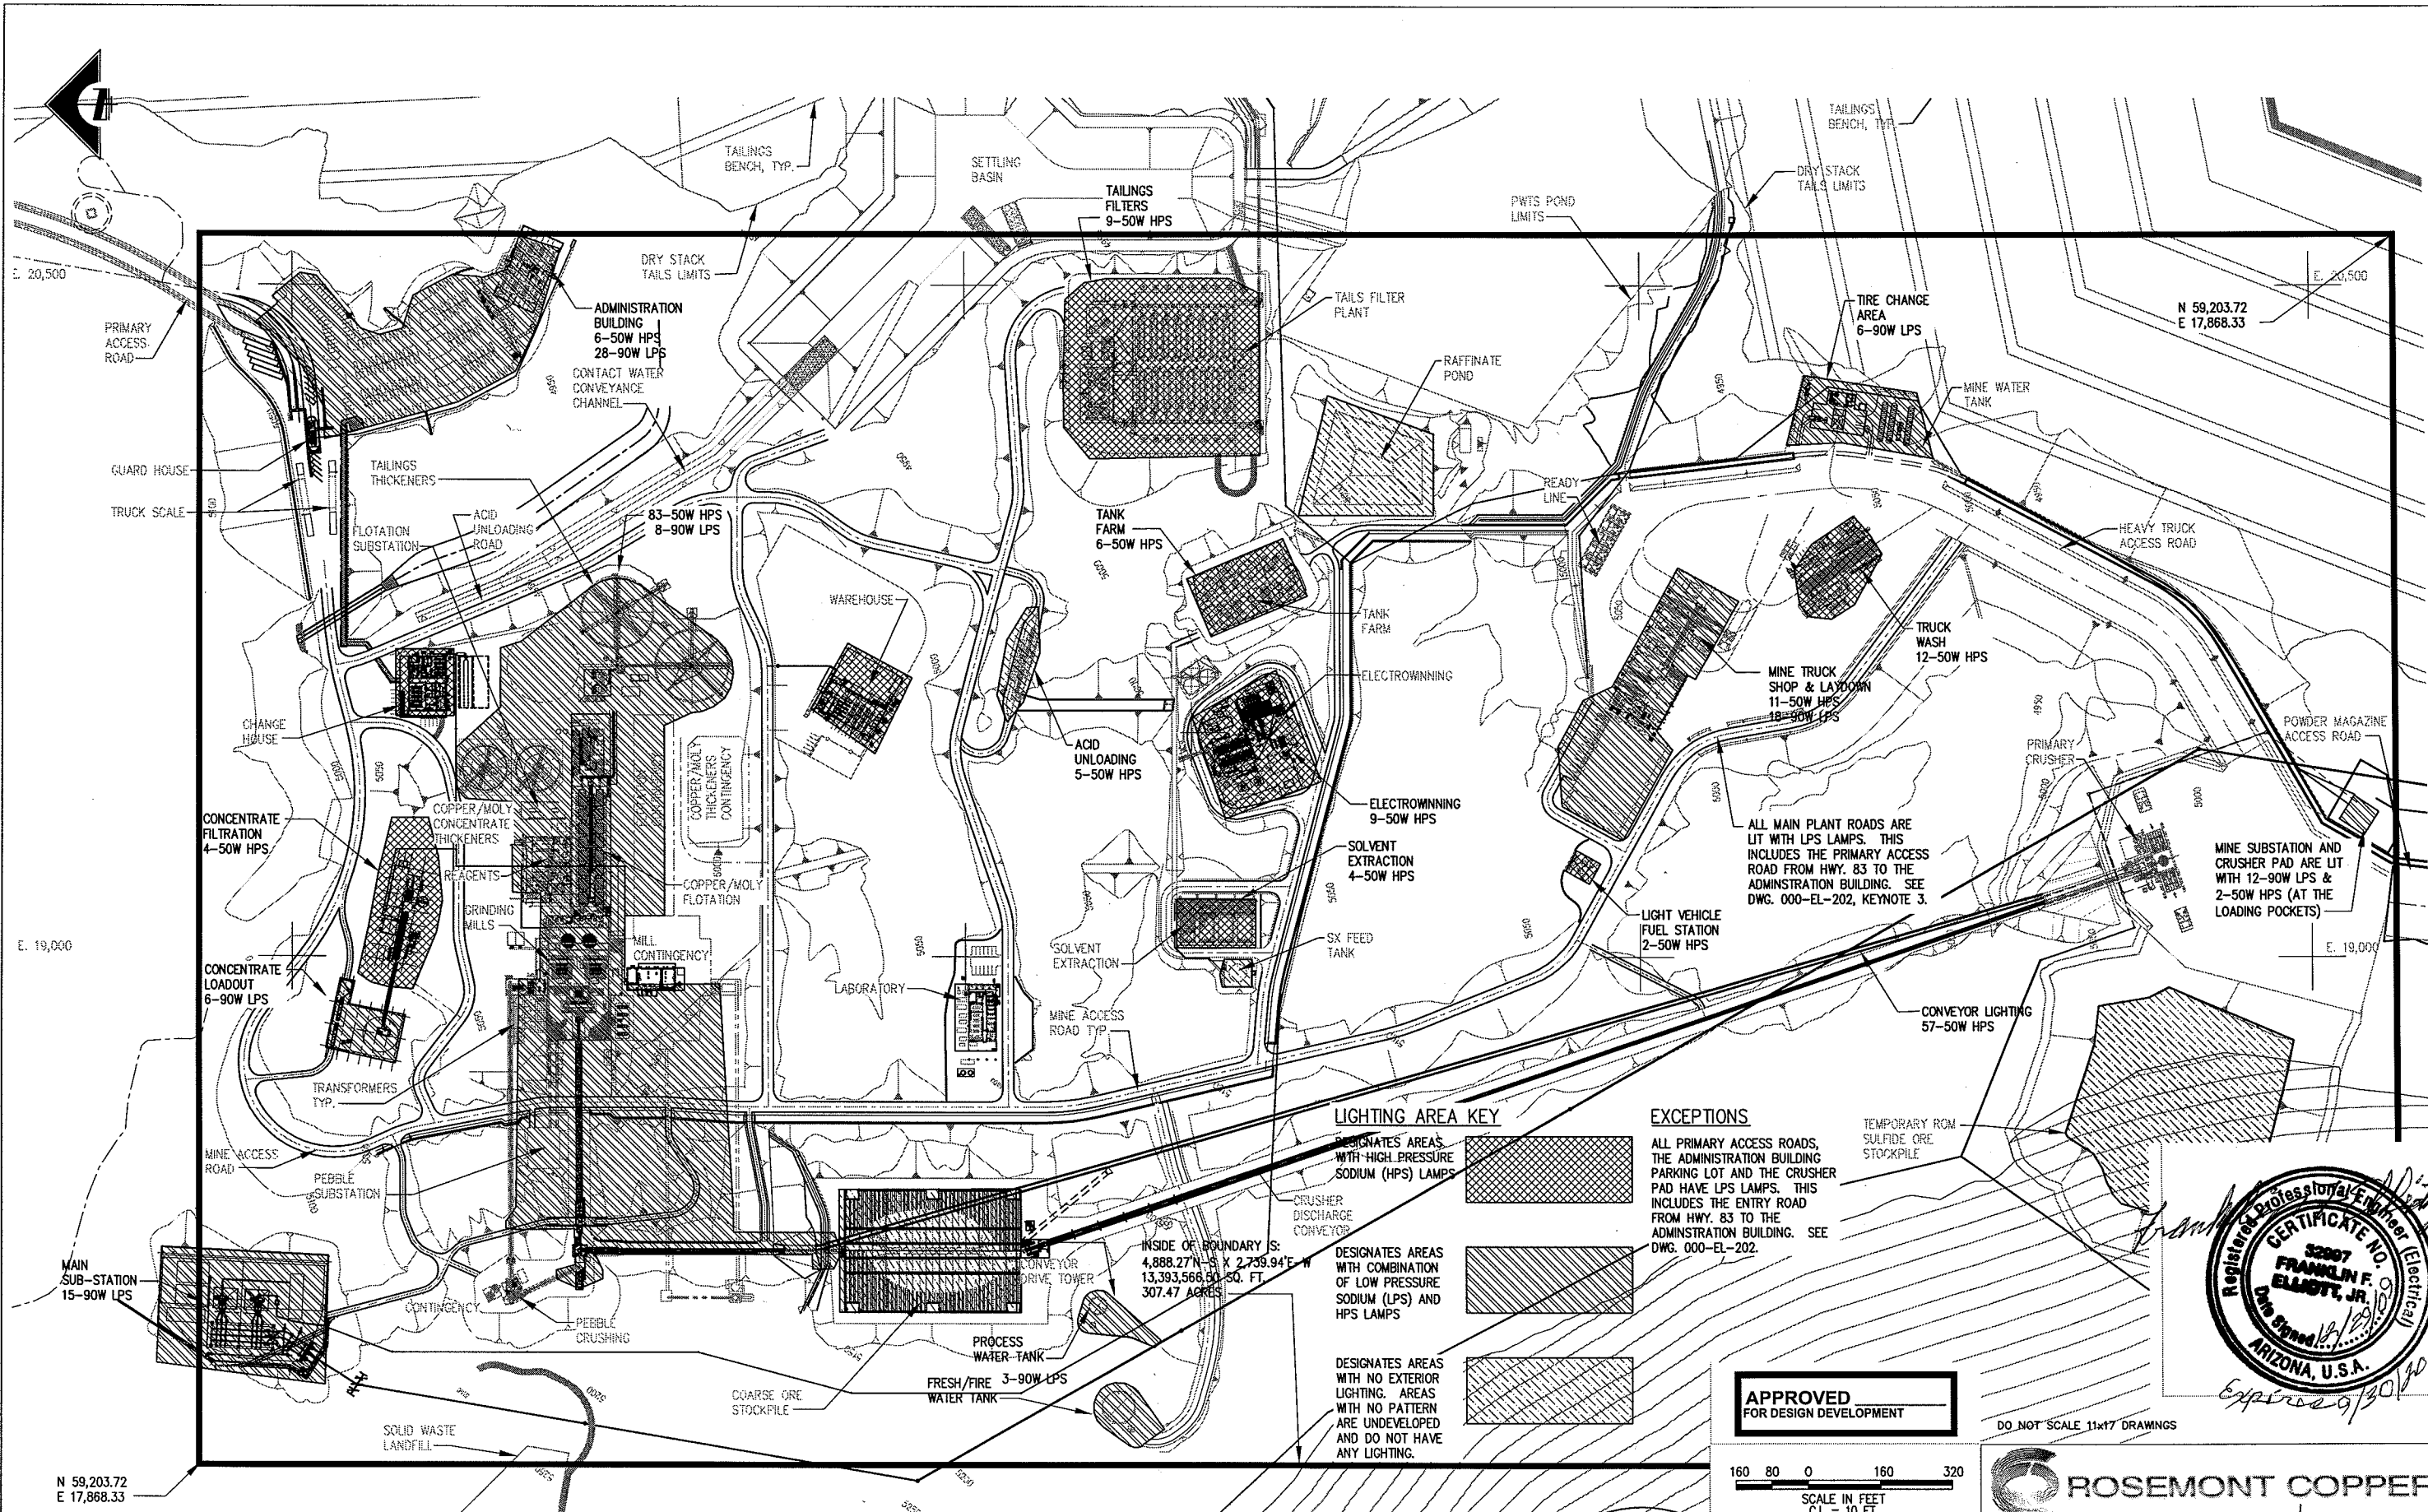 TAILINGS
BENCH, TYP.
SETTLING
BASIN
TAILINGS
FILTERS
9-50W HPS
PWTS POND
LIMITS
TAILINGS
BENCH, TYP.
DRY STACK
TAILS LIMITS
E. 20,500
DRY STACK
TAILS LIMITS
E. 20,500
N 59,203.72
E 17,868.33
PRIMARY
ACCESS
ROAD
ADMINISTRATION
BUILDING
6-50W HPS
28-90W LPS
CONTACT WATER
CONVEYANCE
CHANNEL
TAILS FILTER
PLANT
TIRE CHANGE
AREA
6-90W LPS
RAFFINATE
POND
MINE WATER
TANK
GUARD HOUSE
TAILINGS
THICKENERS
TRUCK SCALE
FLOTATION
SUBSTATION
ACID
UNLOADING
ROAD
83-50W HPS
8-90W LPS
READY
LINE
TANK
FARM
6-50W HPS
HEAVY TRUCK
ACCESS ROAD
WAREHOUSE
TANK
FARM
TRUCK
WASH
12-50W HPS
ELECTROWINNING
MINE TRUCK
SHOP & LAYDOWN
11-50W HPS
18-90W LPS
CHANGE
HOUSE
ACID
UNLOADING
5-50W HPS
POWDER MAGAZINE
ACCESS ROAD
PRIMARY
CRUSHER
COPPER/MOLY
THICKENERS
CONTINGENCY
CONCENTRATE
FILTRATION
4-50W HPS
COPPER/MOLY
CONCENTRATE
THICKENERS
ELECTROWINNING
9-50W HPS
ALL MAIN PLANT ROADS ARE
LIT WITH LPS LAMPS. THIS
INCLUDES THE PRIMARY ACCESS
ROAD FROM HWY. 83 TO THE
ADMINSTRATION BUILDING. SEE
DWG. 000-EL-202, KEYNOTE 3.
MINE SUBSTATION AND
CRUSHER PAD ARE LIT
WITH 12-90W LPS &
2-50W HPS (AT THE
LOADING POCKETS)
REAGENTS
COPPER/MOLY
FLOTATION
SOLVENT
EXTRACTION
4-50W HPS
GRINDING
MILLS
MILL
CONTINGENCY
LIGHT VEHICLE
FUEL STATION
2-50W HPS
E. 19,000
SOLVENT
EXTRACTION
SX FEED
TANK
E. 19,000
CONCENTRATE
LOADOUT
6-90W LPS
LABORATORY
MINE ACCESS
ROAD TYP.
CONVEYOR LIGHTING
57-50W HPS
TRANSFORMERS
TYP.
MINE ACCESS
ROAD
PEBBLE
SUBSTATION
TEMPORARY ROM
SULFIDE ORE
STOCKPILE
LIGHTING AREA KEY
DESIGNATES AREAS
WITH HIGH PRESSURE
SODIUM (HPS) LAMPS
DESIGNATES AREAS
WITH COMBINATION
OF LOW PRESSURE
SODIUM (LPS) AND
HPS LAMPS
DESIGNATES AREAS
WITH NO EXTERIOR
LIGHTING. AREAS
WITH NO PATTERN
ARE UNDEVELOPED
AND DO NOT HAVE
ANY LIGHTING.
EXCEPTIONS
ALL PRIMARY ACCESS ROADS,
THE ADMINISTRATION BUILDING
PARKING LOT AND THE CRUSHER
PAD HAVE LPS LAMPS. THIS
INCLUDES THE ENTRY ROAD
FROM HWY. 83 TO THE
ADMINSTRATION BUILDING. SEE
DWG. 000-EL-202.
CRUSHER
DISCHARGE
CONVEYOR
INSIDE OF BOUNDARY IS:
4,888.27'N-S X 2,739.94'E-W
13,393,566.50 SQ. FT.
307.47 ACRES
CONVEYOR
DRIVE TOWER
MAIN
SUB-STATION
15-90W LPS
CONTINGENCY
PEBBLE
CRUSHING
PROCESS
WATER TANK
3-90W LPS
FRESH/FIRE
WATER TANK
COARSE ORE
STOCKPILE
SOLID WASTE
LANDFILL
N 59,203.72
E 17,868.33
Registered Professional Engineer (Electrical)
CERTIFICATE NO.
32997
FRANKLIN F.
ELLIOTT, JR.
Date Signed 12/29/09
ARIZONA, U.S.A.
APPROVED
FOR DESIGN DEVELOPMENT
DO NOT SCALE 11x17 DRAWINGS
160 80 0 160 320
SCALE IN FEET
C.I. = 10 FT
ROSEMONT COPPER